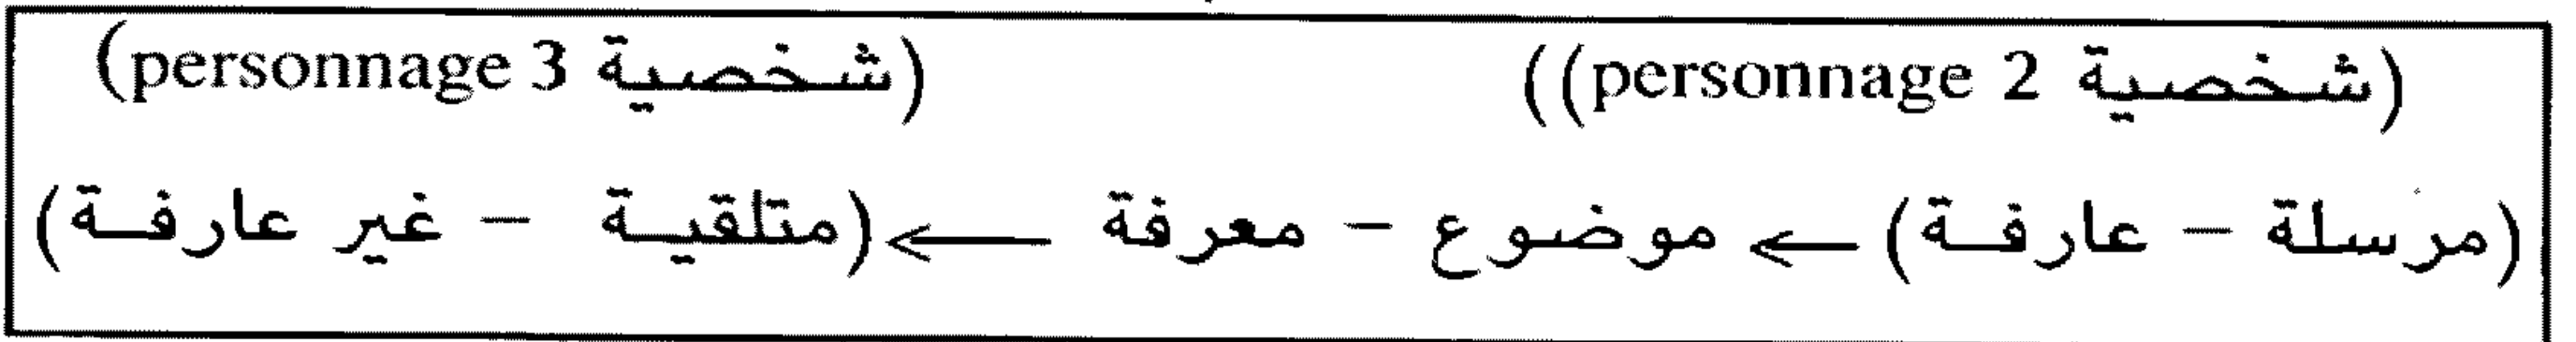 (شخصية 2 personnage)) (شخصية 3 personnage)
(مرسلة – عارفة) ← موضوع – معرفة ← (متلقية – غير عارفة)